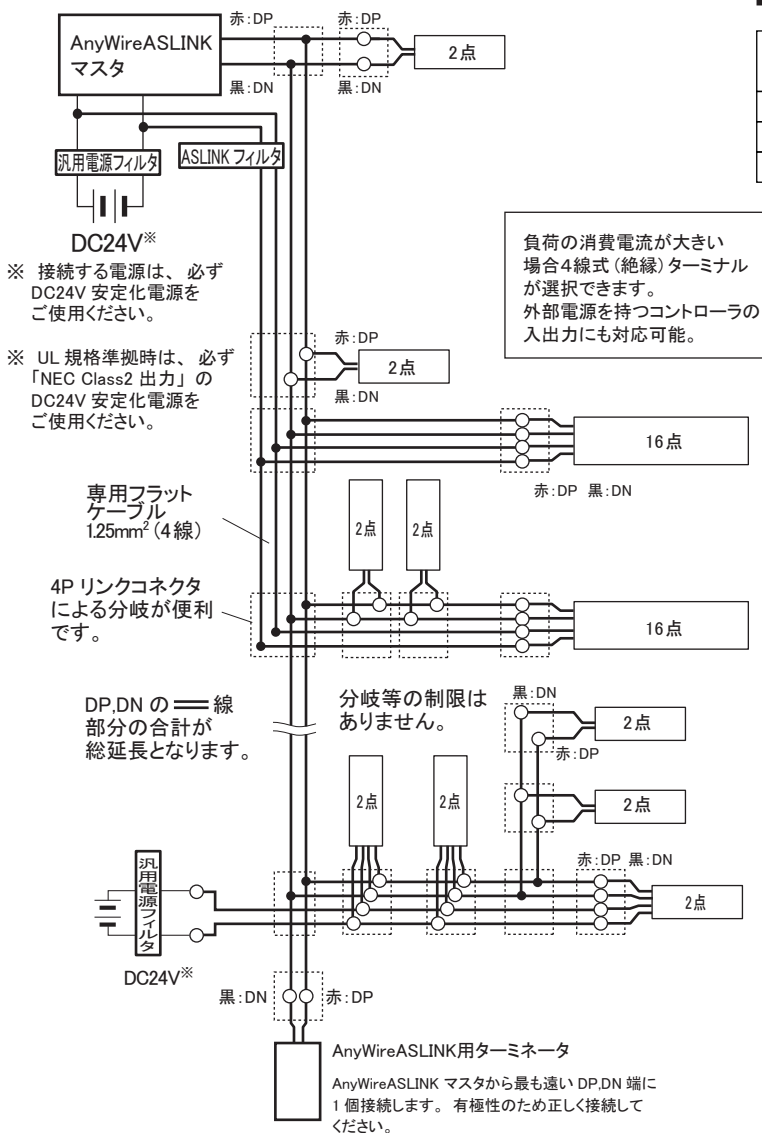 赤:DP
赤:DP
AnyWireASLINK
マスタ
2点
黒:DN
黒:DN
汎用電源フィルタ
ASLINKフィルタ
DC24V※
※ 接続する電源は、必ず
DC24V 安定化電源を
ご使用ください。
負荷の消費電流が大きい
場合4線式(絶縁)ターミナル
が選択できます。
外部電源を持つコントローラの
入出力にも対応可能。
※ UL 規格準拠時は、必ず
「NEC Class2 出力」の
DC24V 安定化電源を
ご使用ください。
赤:DP
2点
黒:DN
16点
赤:DP 黒:DN
専用フラット
ケーブル
1.25mm²(4線)
2点
2点
4P リンクコネクタ
による分岐が便利
です。
16点
DP,DN の══線
部分の合計が
総延長となります。
分岐等の制限は
ありません。
黒:DN
2点
赤:DP
2点
2点
2点
赤:DP 黒:DN
2点
汎用電源フィルタ
DC24V※
黒:DN
赤:DP
AnyWireASLINK用ターミネータ
AnyWireASLINK マスタから最も遠い DP,DN 端に
1個接続します。有極性のため正しく接続して
ください。